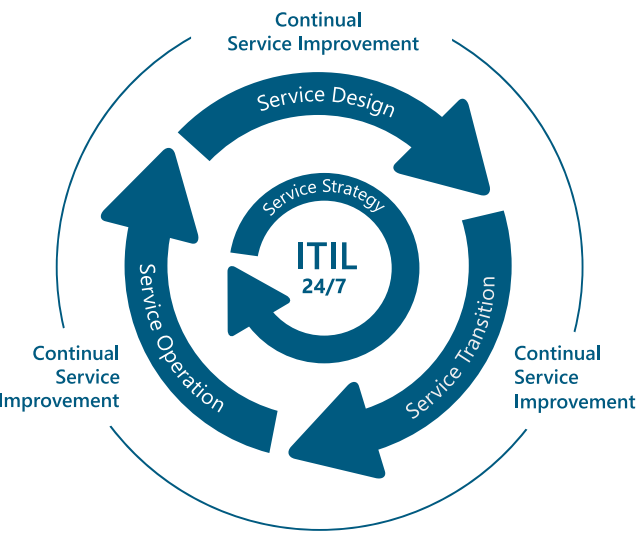 Continual
Service Improvement
Service Design
Service Strategy
ITIL
24/7
Service Operation
Service Transition
Continual
Service
Improvement
Continual
Service
Improvement